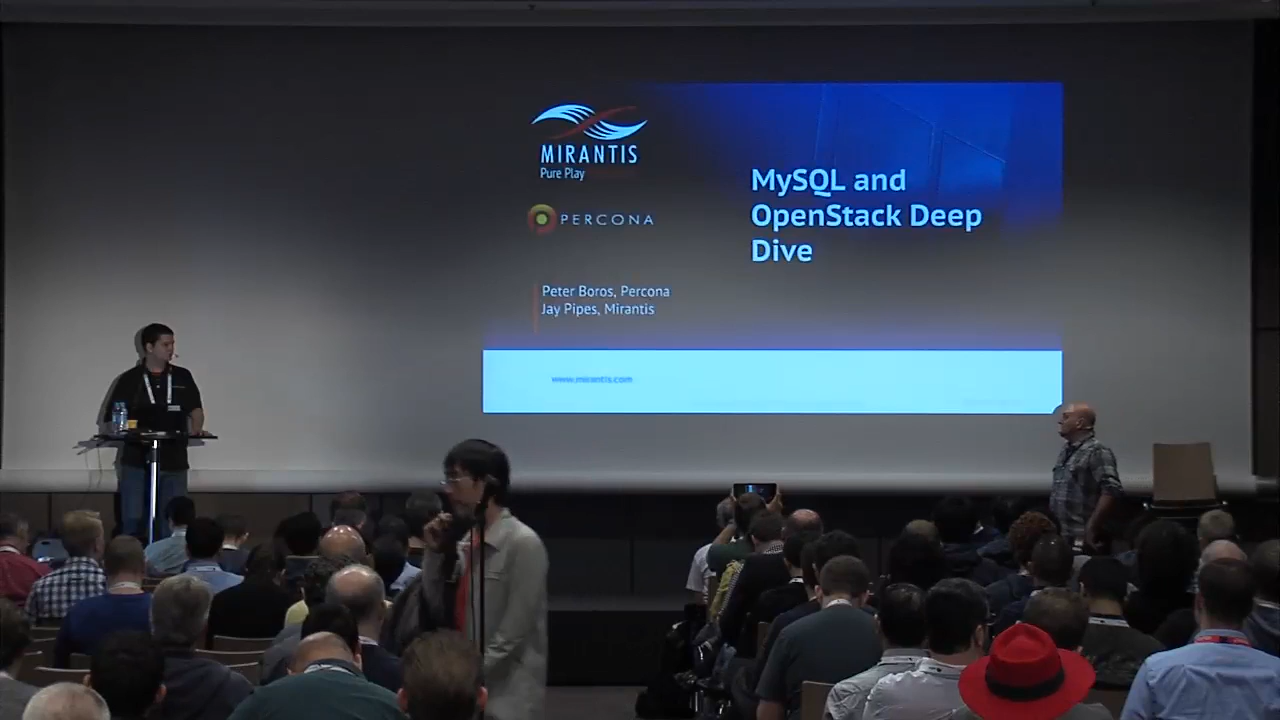 MIRANTIS
Pure Play
PERCONA
MySQL and
OpenStack Deep
Dive
Peter Boros, Percona
Jay Pipes, Mirantis
www.mirantis.com